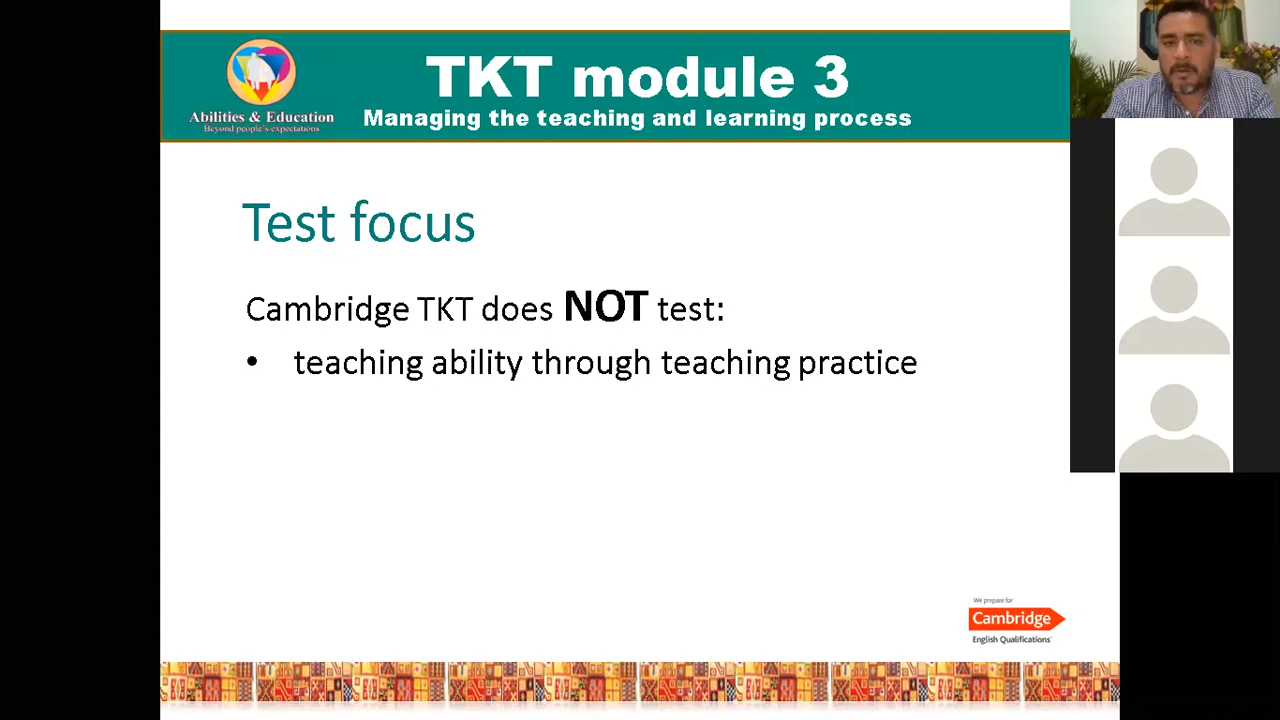 TKT module 3
Managing the teaching and learning process
Abilities & Education
Beyond people's expectations
Test focus
Cambridge TKT does NOT test:
• teaching ability through teaching practice
We prepare for
Cambridge
English Qualifications